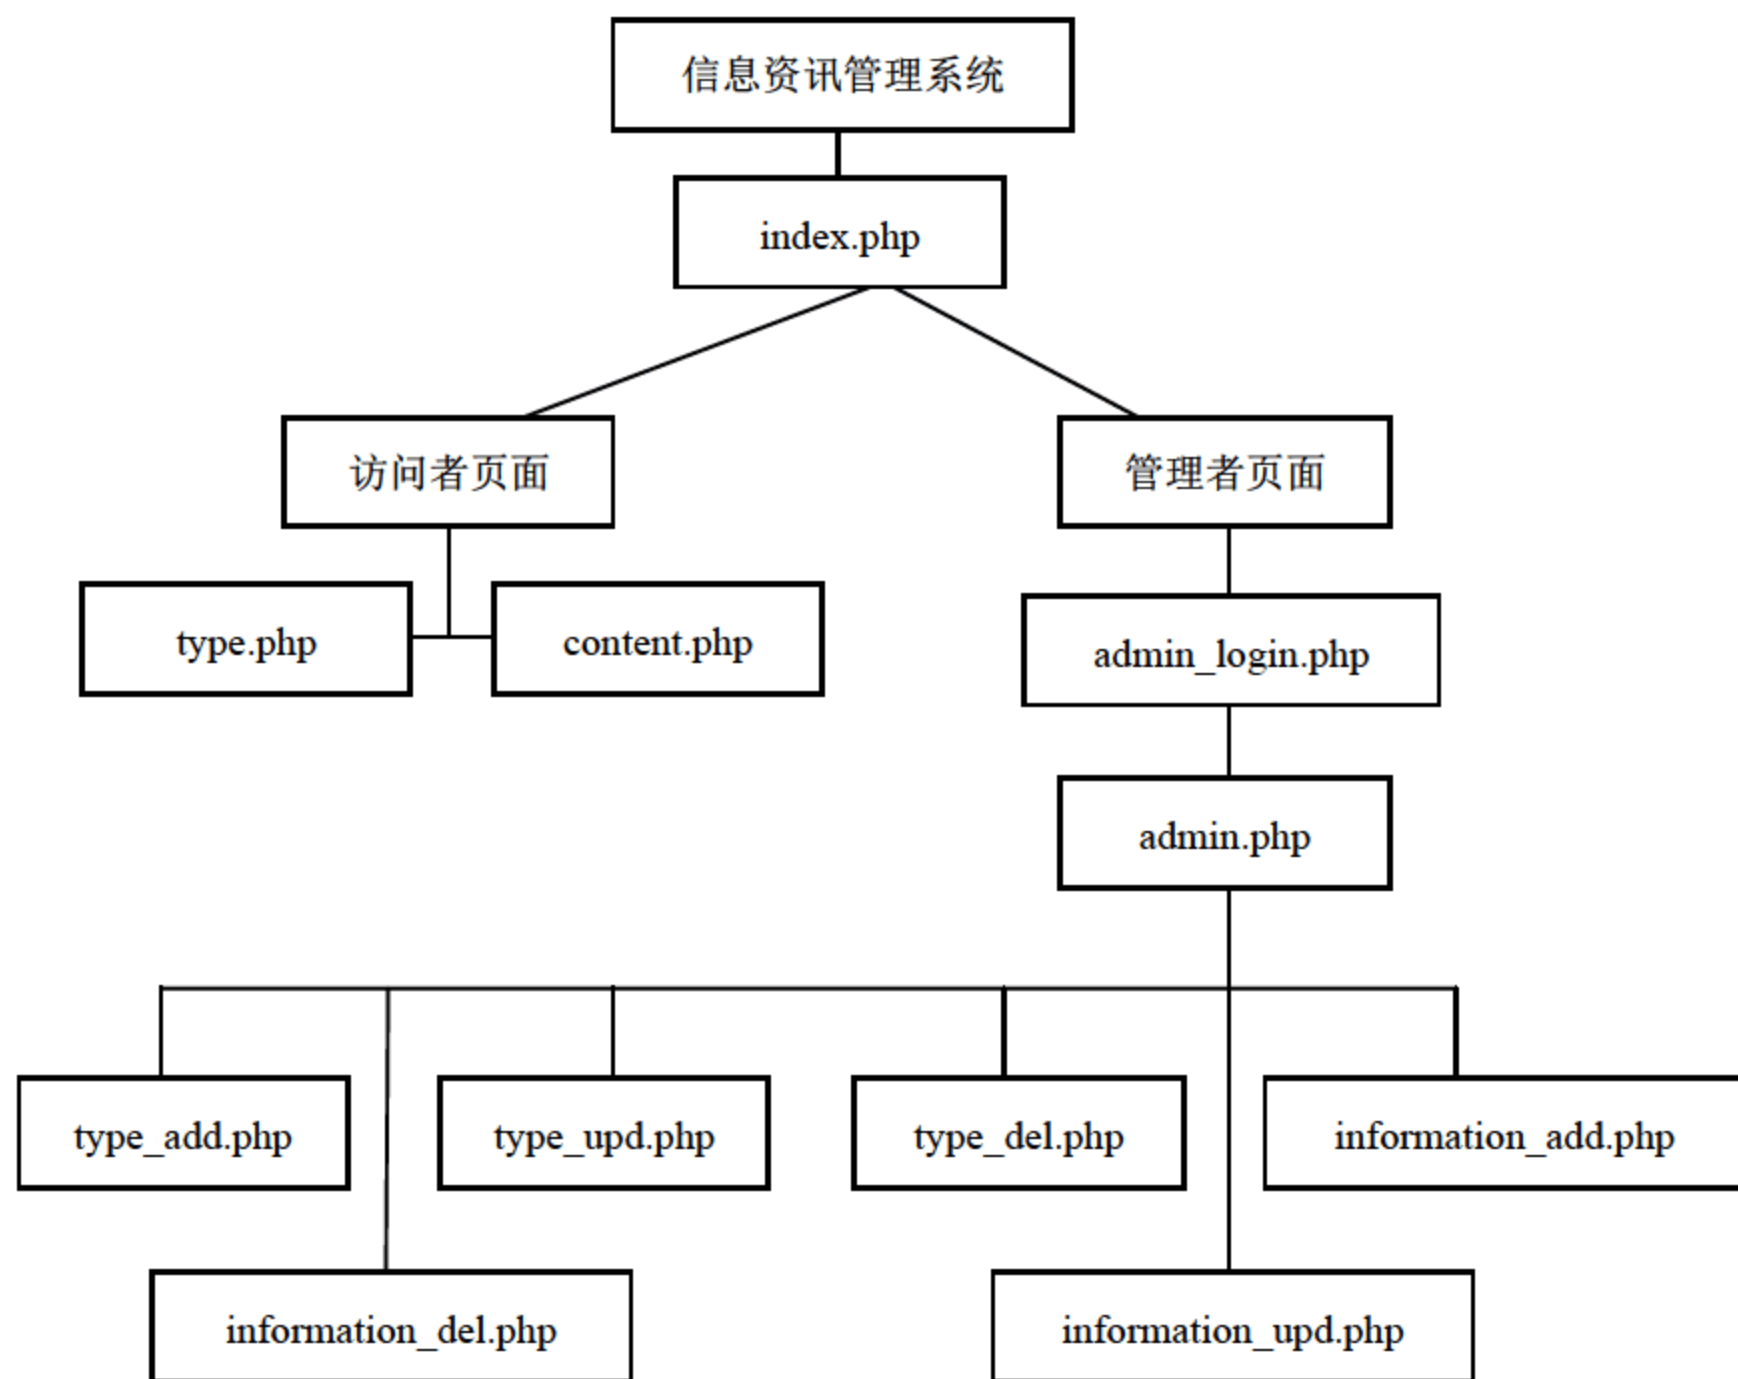 信息资讯管理系统
index.php
访问者页面
管理者页面
type.php
content.php
admin_login.php
admin.php
type_add.php
type_upd.php
type_del.php
information_add.php
information_del.php
information_upd.php